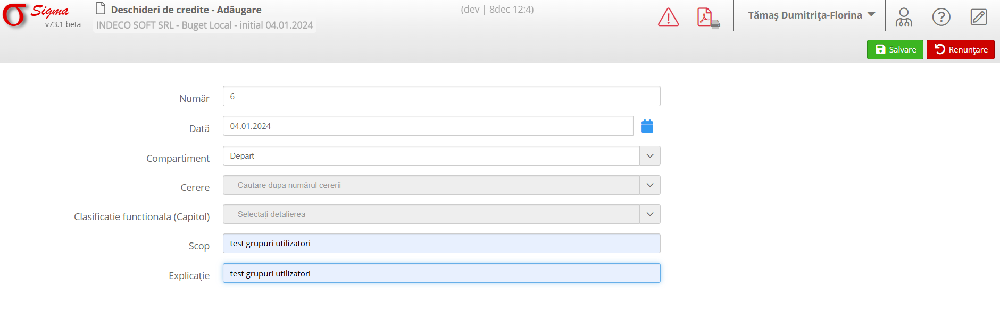 σ Sigma
v73.1-beta
Deschideri de credite - Adăugare
INDECO SOFT SRL - Buget Local - initial 04.01.2024
(dev | 8dec 12:4)
Tămaş Dumitriţa-Florina
Salvare
Renunţare
Număr
6
Dată
04.01.2024
Compartiment
Depart
Cerere
-- Cautare dupa numărul cererii --
Clasificatie functionala (Capitol)
-- Selectați detalierea --
Scop
test grupuri utilizatori
Explicaţie
test grupuri utilizatori